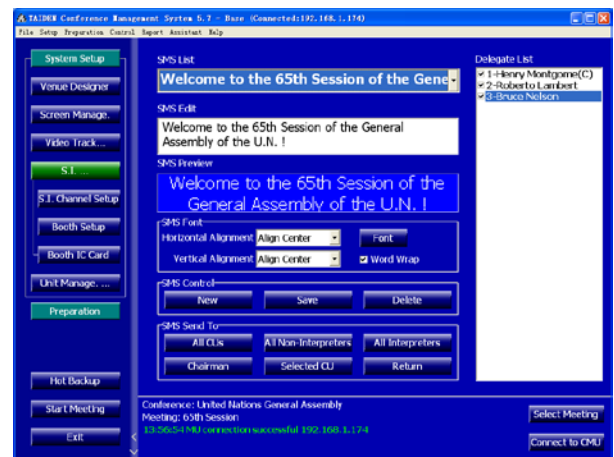 TAIDEN Conference Management System 6.7 - Base (Connected:192.168.1.174)
File Setup Preparation Control Report Assistant Help
System Setup
Venue Designer
Screen Manage.
Video Track...
S.I. ...
S.I. Channel Setup
Booth Setup
Booth IC Card
Unit Manage. ...
Preparation
Hot Backup
Start Meeting
Exit
SMS List
Welcome to the 65th Session of the Gene
SMS Edit
Welcome to the 65th Session of the General
Assembly of the U.N. !
SMS Preview
Welcome to the 65th Session of the
General Assembly of the U.N. !
SMS Font
Horizontal Alignment Align Center Font
Vertical Alignment Align Center Word Wrap
SMS Control
New Save Delete
SMS Send To
All CUs All Non-Interpreters All Interpreters
Chairman Selected CU Return
Delegate List
1-Henry Montgome(C)
2-Roberto Lambert
3-Bruce Nelson
Conference: United Nations General Assembly
Meeting: 65th Session
13:56:54 MU connection successful 192.168.1.174
Select Meeting
Connect to CMU